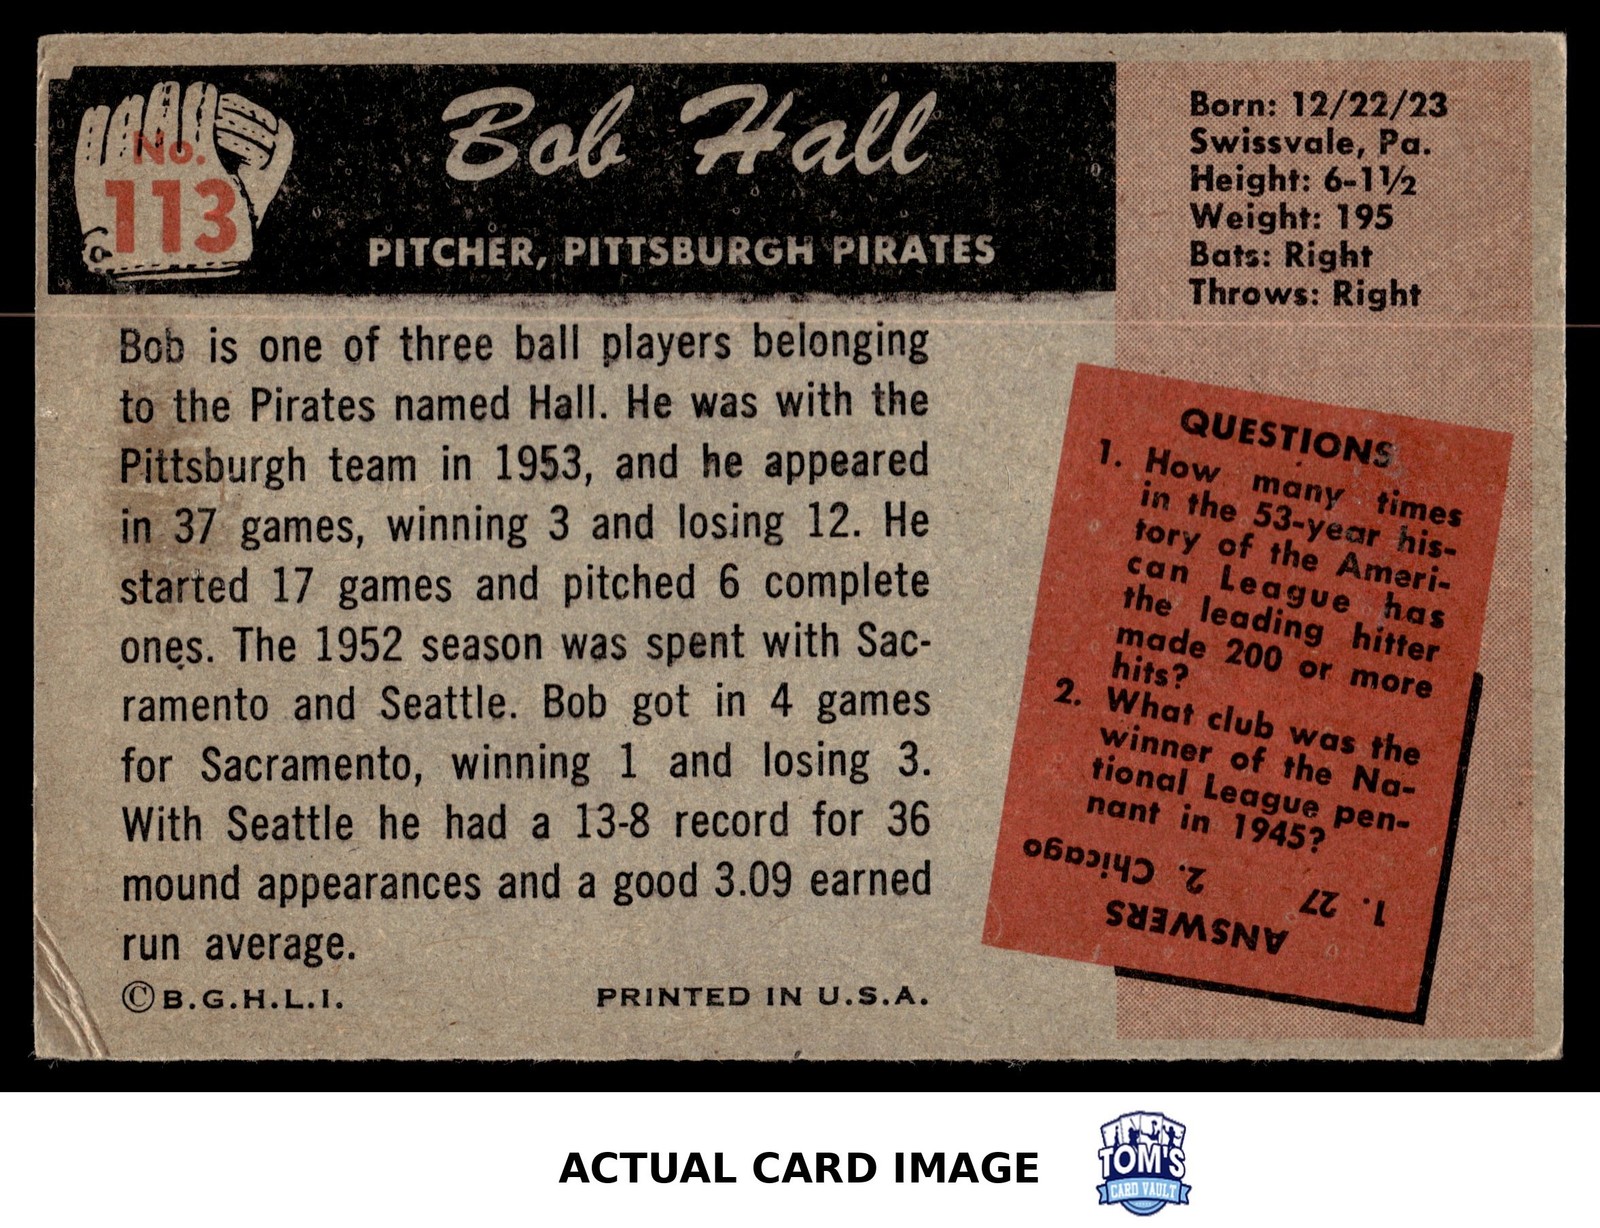 No.
113
Bob Hall
PITCHER, PITTSBURGH PIRATES
Born: 12/22/23
Swissvale, Pa.
Height: 6-1½
Weight: 195
Bats: Right
Throws: Right
Bob is one of three ball players belonging
to the Pirates named Hall. He was with the
Pittsburgh team in 1953, and he appeared
in 37 games, winning 3 and losing 12. He
started 17 games and pitched 6 complete
ones. The 1952 season was spent with Sac-
ramento and Seattle. Bob got in 4 games
for Sacramento, winning 1 and losing 3.
With Seattle he had a 13-8 record for 36
mound appearances and a good 3.09 earned
run average.
© B.G.H.L.I.
PRINTED IN U.S.A.
QUESTIONS
1. How many times
in the 53-year his-
tory of the Ameri-
can League has
the leading hitter
made 200 or more
hits?
2. What club was the
winner of the Na-
tional League pen-
nant in 1945?
ANSWERS
1. 27 2. Chicago
ACTUAL CARD IMAGE
TOM'S
CARD VAULT